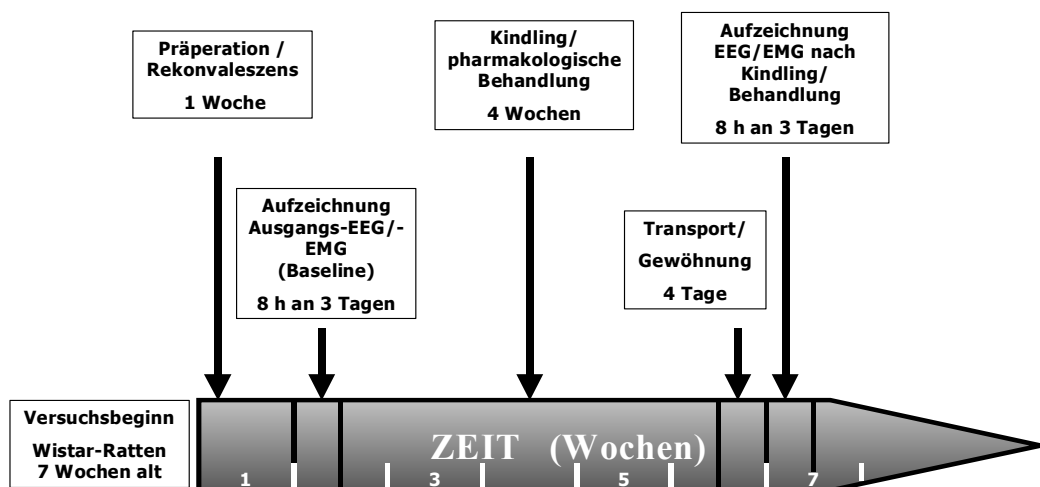 Präperation /
Rekonvaleszens
1 Woche
Kindling/
pharmakologische
Behandlung
4 Wochen
Aufzeichnung
EEG/EMG nach
Kindling/
Behandlung
8 h an 3 Tagen
Aufzeichnung
Ausgangs-EEG/-
EMG
(Baseline)
8 h an 3 Tagen
Transport/
Gewöhnung
4 Tage
Versuchsbeginn
Wistar-Ratten
7 Wochen alt
ZEIT (Wochen)
1 3 5 7